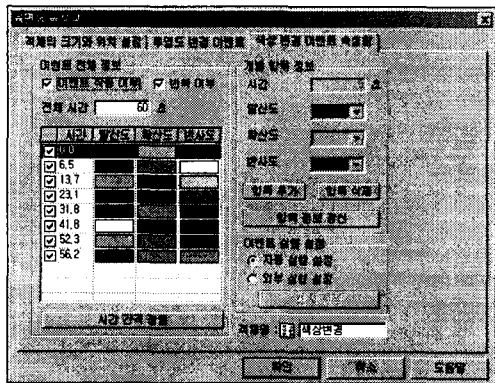 객체의 크기와 위치 설정 투명도 변경 이벤트 색상 변경 이벤트 속성들
이벤트 전체 정보
이벤트 작동 여부 반복 여부
전체 시간 60 초
시간 발산도 확산도 반사도
0.0
6.5
13.7
23.1
31.8
41.8
52.3
56.2
시간 간격 정렬
개별 항목 정보
시간 초
발산도
확산도
반사도
항목 추가 항목 삭제
항목 정보 갱신
이벤트 실행 설정
자동 실행 설정
외부 실행 설정
객체명 : 색상변경
확인 취소 도움말